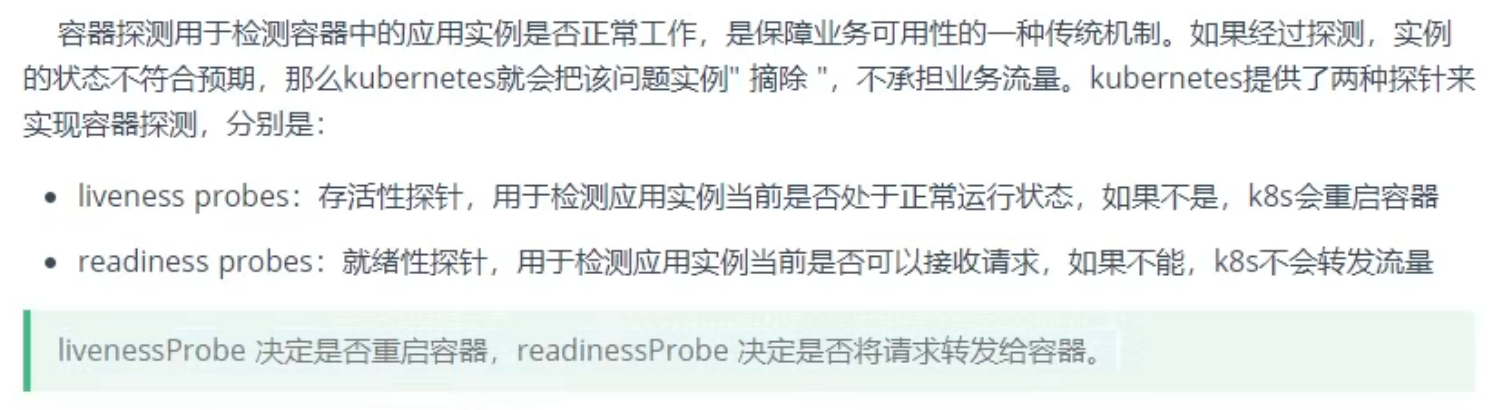 容器探测用于检测容器中的应用实例是否正常工作，是保障业务可用性的一种传统机制。如果经过探测，实例
的状态不符合预期，那么kubernetes就会把该问题实例" 摘除 "，不承担业务流量。kubernetes提供了两种探针来
实现容器探测，分别是：
• liveness probes：存活性探针，用于检测应用实例当前是否处于正常运行状态，如果不是，k8s会重启容器
• readiness probes：就绪性探针，用于检测应用实例当前是否可以接收请求，如果不能，k8s不会转发流量
livenessProbe 决定是否重启容器，readinessProbe 决定是否将请求转发给容器。